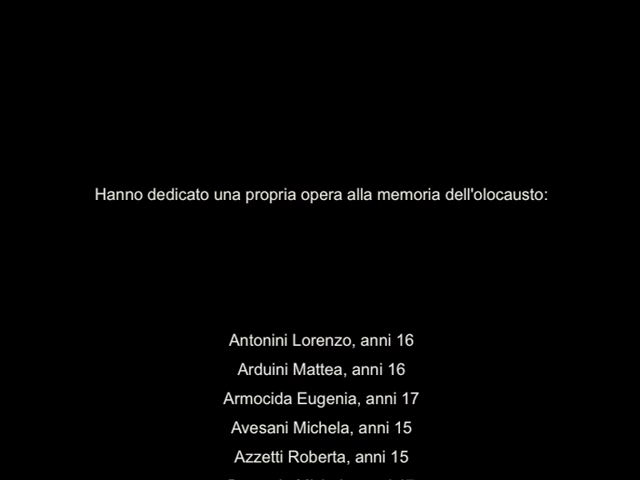 Hanno dedicato una propria opera alla memoria dell'olocausto:
Antonini Lorenzo, anni 16
Arduini Mattea, anni 16
Armocida Eugenia, anni 17
Avesani Michela, anni 15
Azzetti Roberta, anni 15